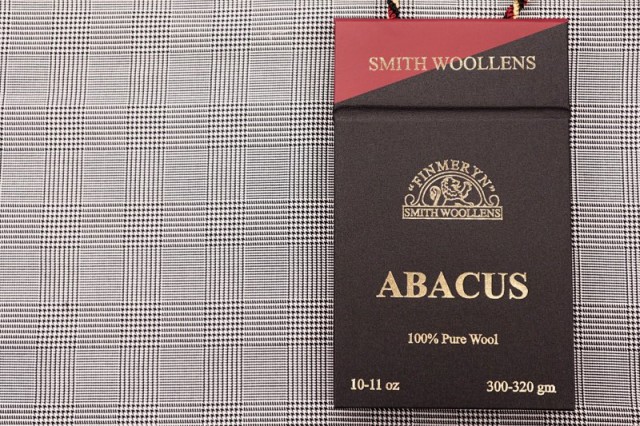 SMITH WOOLLENS
"FINMERYN"
SMITH WOOLLENS
ABACUS
100% Pure Wool
10-11 oz 300-320 gm